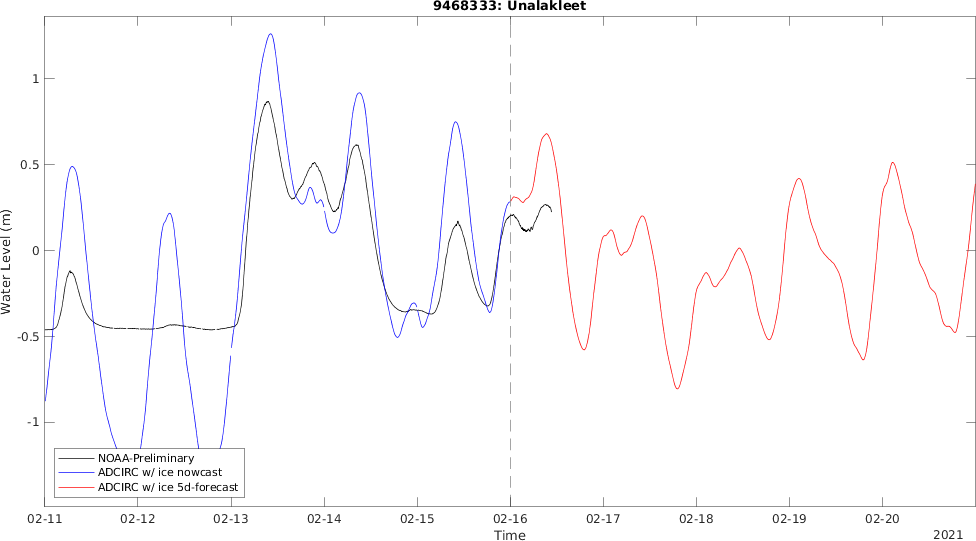 9468333: Unalakleet
Water Level (m)
1
0.5
0
-0.5
-1
NOAA-Preliminary
ADCIRC w/ ice nowcast
ADCIRC w/ ice 5d-forecast
02-11 02-12 02-13 02-14 02-15 02-16 02-17 02-18 02-19 02-20
Time
2021